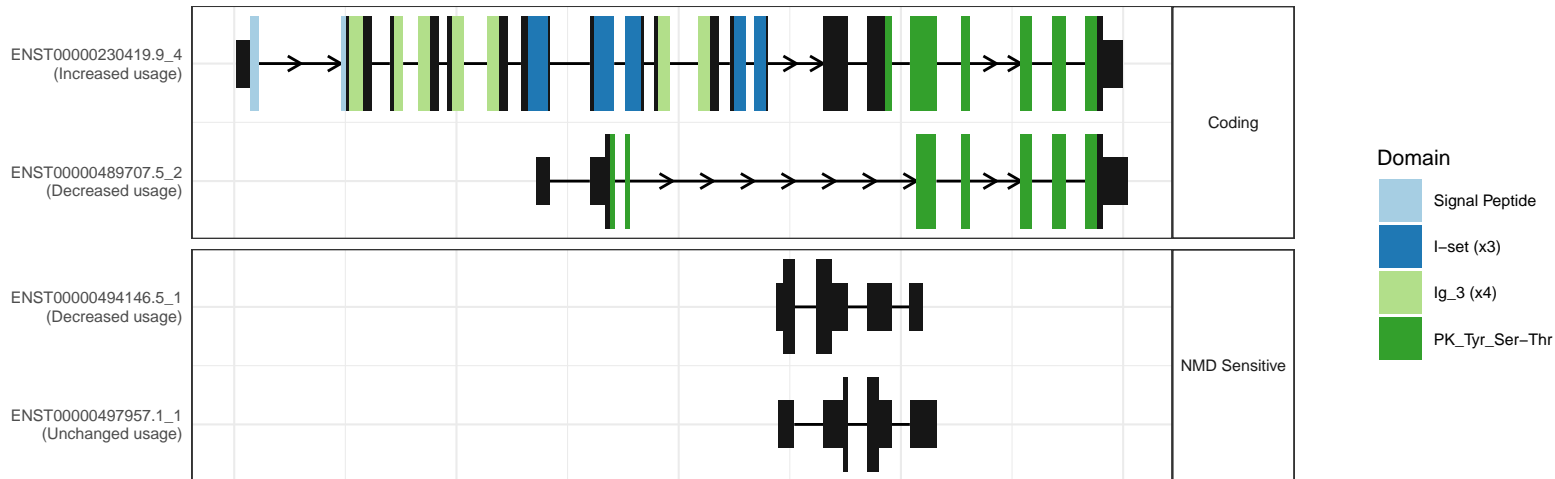 ENST00000230419.9_4
(Increased usage)
ENST00000489707.5_2
(Decreased usage)
Coding
ENST00000494146.5_1
(Decreased usage)
ENST00000497957.1_1
(Unchanged usage)
NMD Sensitive
Domain
Signal Peptide
I−set (x3)
Ig_3 (x4)
PK_Tyr_Ser−Thr